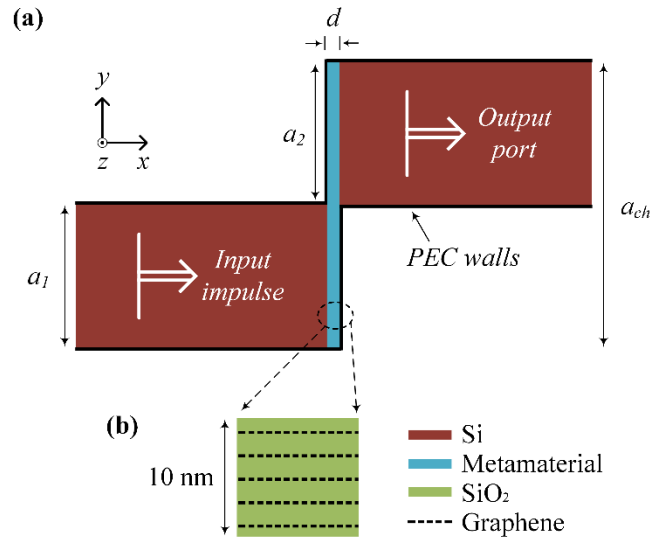 (a)
d
y
x
z
a2
Output
port
ach
a1
Input
impulse
PEC walls
(b)
10 nm
Si
Metamaterial
SiO₂
Graphene